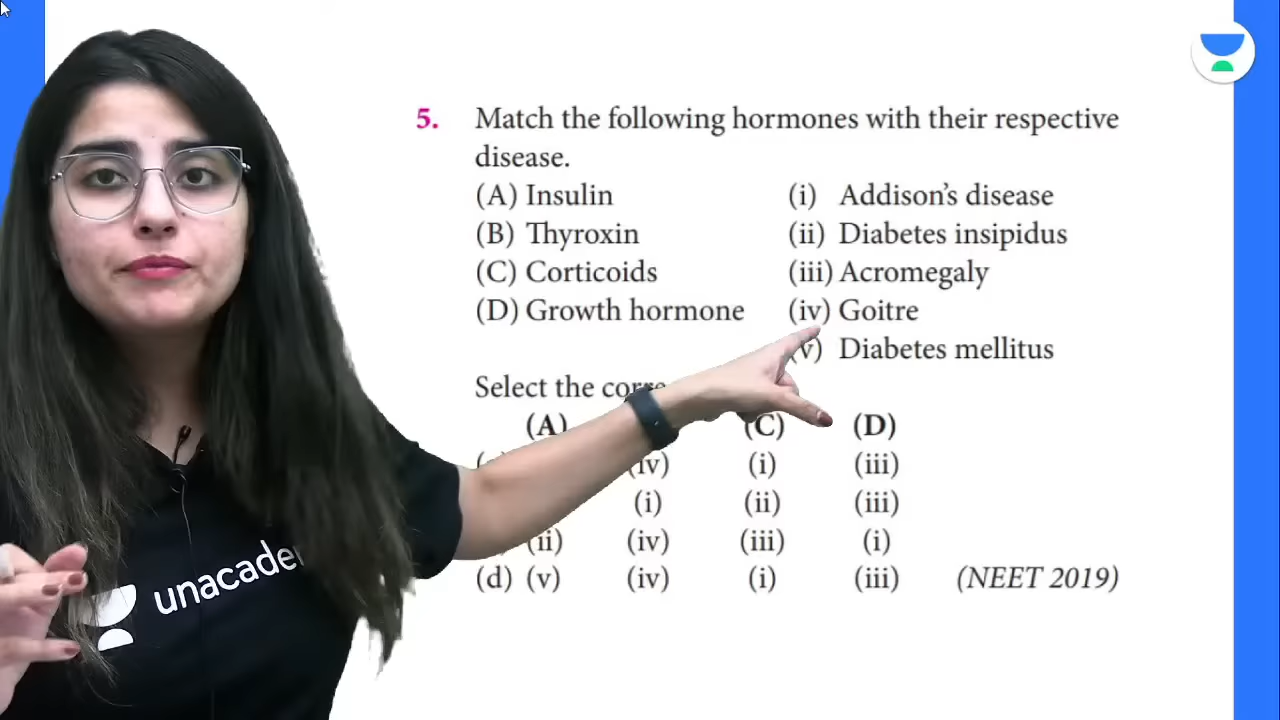 5. Match the following hormones with their respective
disease.
(A) Insulin (i) Addison's disease
(B) Thyroxin (ii) Diabetes insipidus
(C) Corticoids (iii) Acromegaly
(D) Growth hormone (iv) Goitre
(v) Diabetes mellitus
Select the
(A) (C) (D)
(iv) (i) (iii)
(i) (ii) (iii)
(ii) (iv) (iii) (i)
(d) (v) (iv) (i) (iii) (NEET 2019)